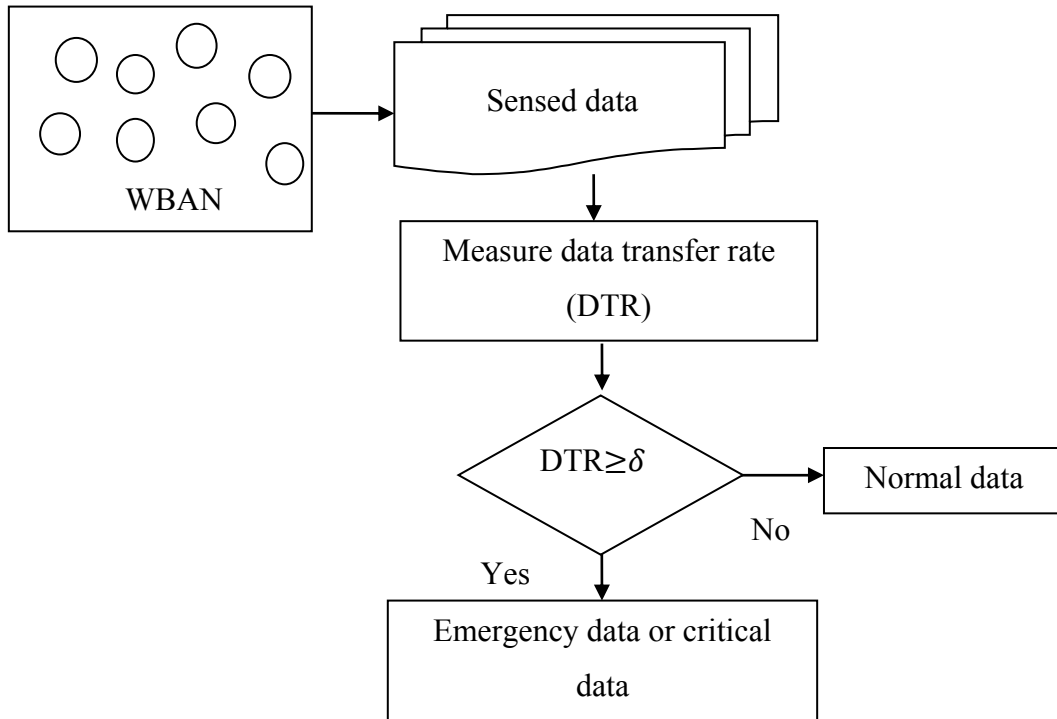 WBAN
Sensed data
Measure data transfer rate
(DTR)
DTR≥δ
Normal data
No
Yes
Emergency data or critical
data